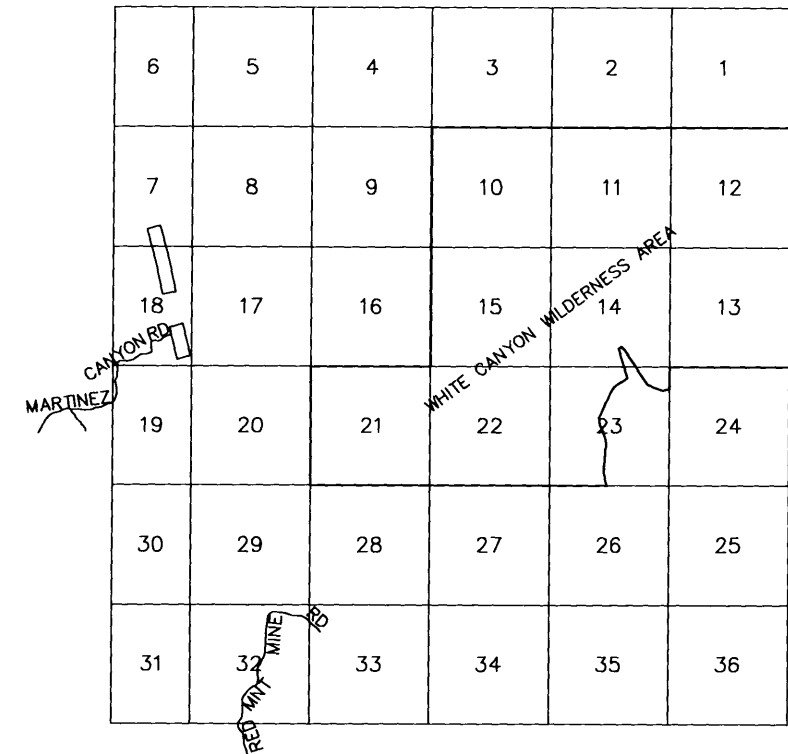 6 5 4 3 2 1
7 8 9 10 11 12
WHITE CANYON WILDERNESS AREA
18 17 16 15 14 13
MARTINEZ CANYON RD
19 20 21 22 23 24
30 29 28 27 26 25
31 32 33 34 35 36
RED MNT MINE RD